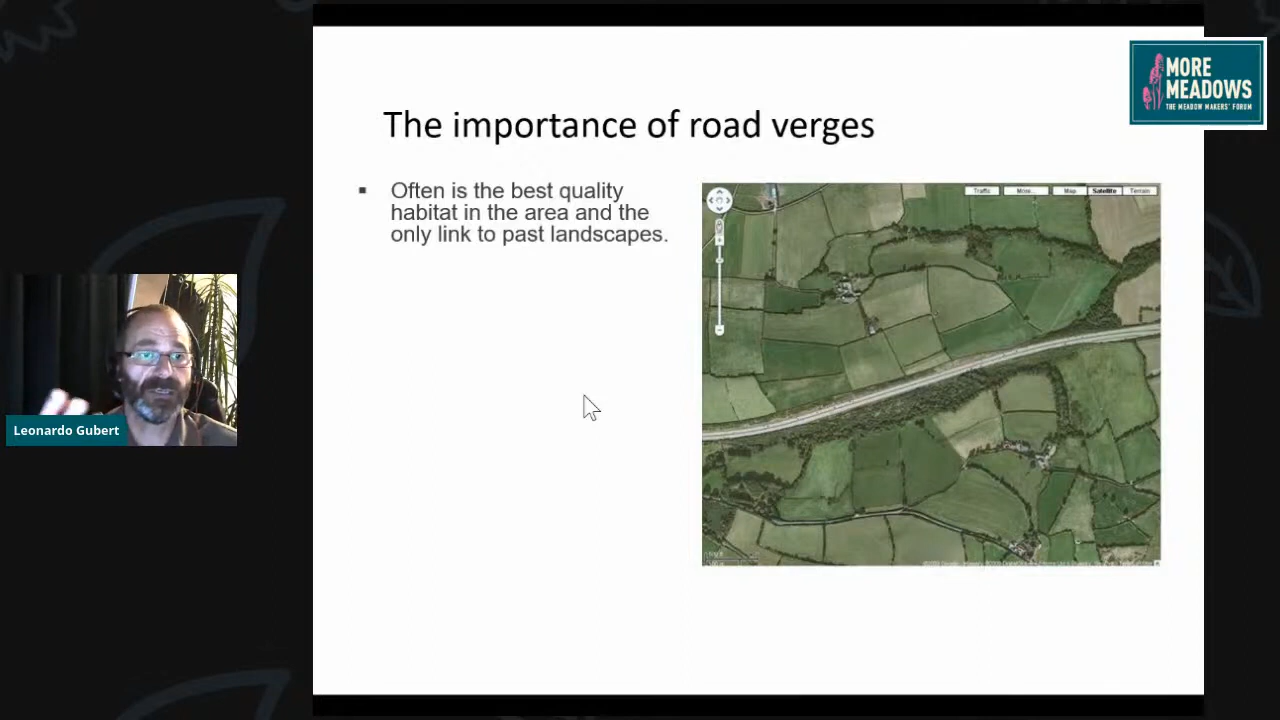 MORE
MEADOWS
THE MEADOW MAKERS' FORUM
The importance of road verges
Often is the best quality
habitat in the area and the
only link to past landscapes.
Traffic
More...
Map
Satellite
Terrain
Leonardo Gubert